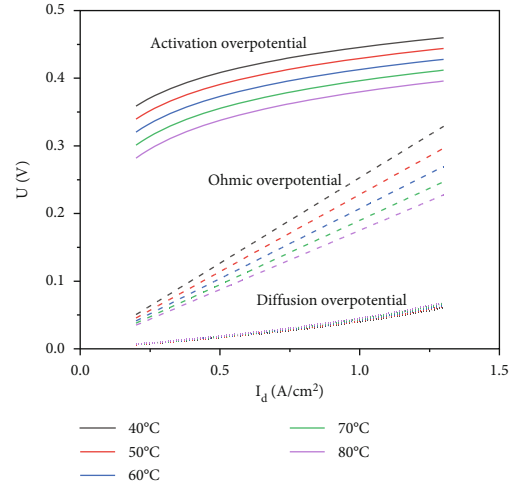 0.5
Activation overpotential
0.4
0.3
U (V)
Ohmic overpotential
0.2
0.1
Diffusion overpotential
0.0
0.0 0.5 1.0 1.5
I_d (A/cm²)
40°C 70°C
50°C 80°C
60°C